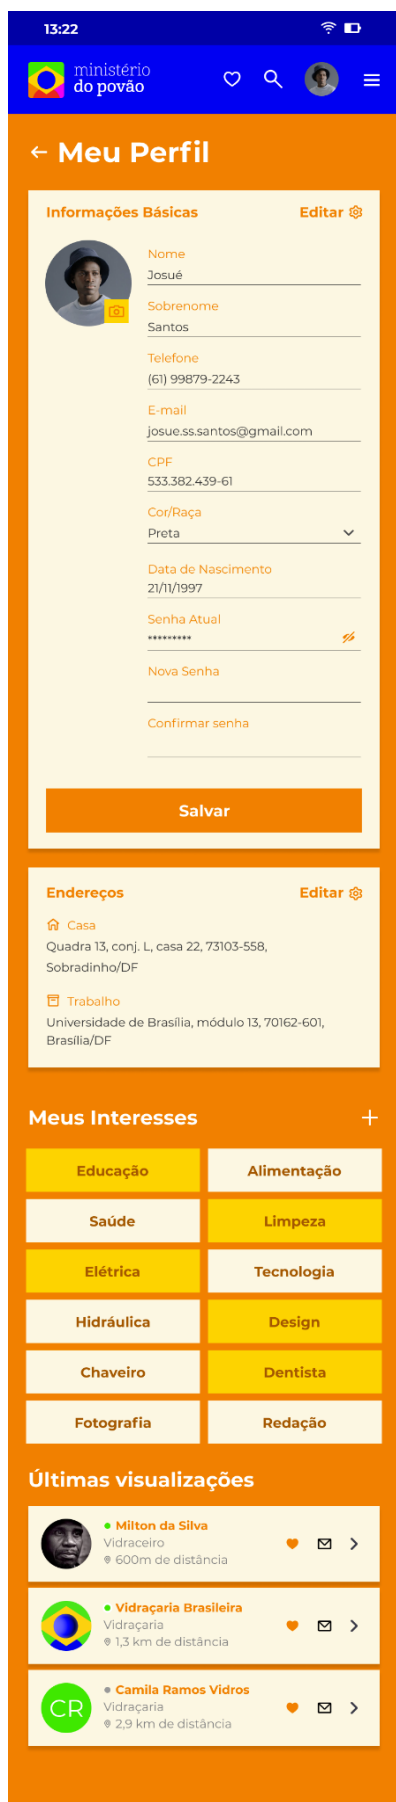 13:22
ministério
do povão
← Meu Perfil
Informações Básicas Editar
Nome
Josué
Sobrenome
Santos
Telefone
(61) 99879-2243
E-mail
josue.ss.santos@gmail.com
CPF
533.382.439-61
Cor/Raça
Preta
Data de Nascimento
21/11/1997
Senha Atual
*********
Nova Senha
Confirmar senha
Salvar
Endereços Editar
Casa
Quadra 13, conj. L, casa 22, 73103-558,
Sobradinho/DF
Trabalho
Universidade de Brasília, módulo 13, 70162-601,
Brasília/DF
Meus Interesses +
Educação Alimentação
Saúde Limpeza
Elétrica Tecnologia
Hidráulica Design
Chaveiro Dentista
Fotografia Redação
Últimas visualizações
Milton da Silva
Vidraceiro
600m de distância
Vidraçaria Brasileira
Vidraçaria
1,3 km de distância
CR
Camila Ramos Vidros
Vidraçaria
2,9 km de distância